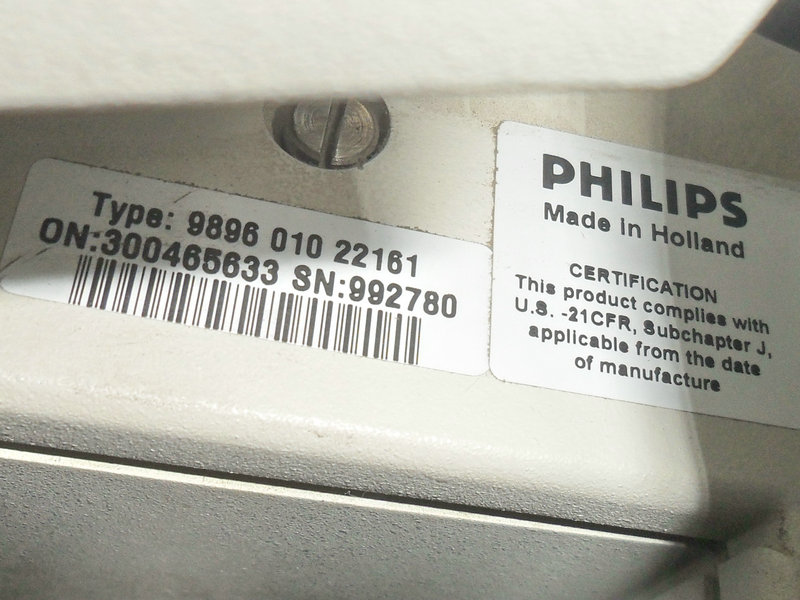 Type: 9896 010 22161
ON:300465633 SN:992780
PHILIPS
Made in Holland
CERTIFICATION
This product complies with
U.S. -21CFR, Subchapter J,
applicable from the date
of manufacture